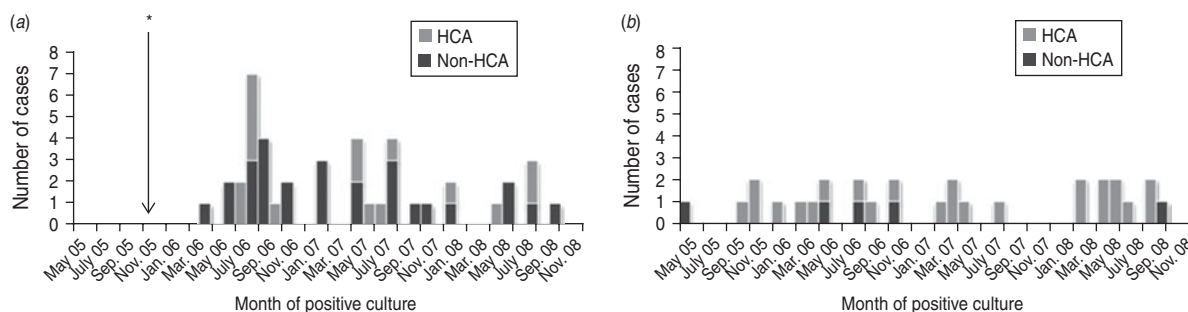 (a)
*
HCA
Non-HCA
Number of cases
8
7
6
5
4
3
2
1
0
May 05
July 05
Sep. 05
Nov. 05
Jan. 06
Mar. 06
May 06
July 06
Sep. 06
Nov. 06
Jan. 07
Mar. 07
May 07
July 07
Sep. 07
Nov. 07
Jan. 08
Mar. 08
May 08
July 08
Sep. 08
Nov. 08
Month of positive culture
(b)
HCA
Non-HCA
Number of cases
8
7
6
5
4
3
2
1
0
May 05
July 05
Sep. 05
Nov. 05
Jan. 06
Mar. 06
May 06
July 06
Sep. 06
Nov. 06
Jan. 07
Mar. 07
May 07
July 07
Sep. 07
Nov. 07
Jan. 08
Mar. 08
May 08
July 08
Sep. 08
Nov. 08
Month of positive culture